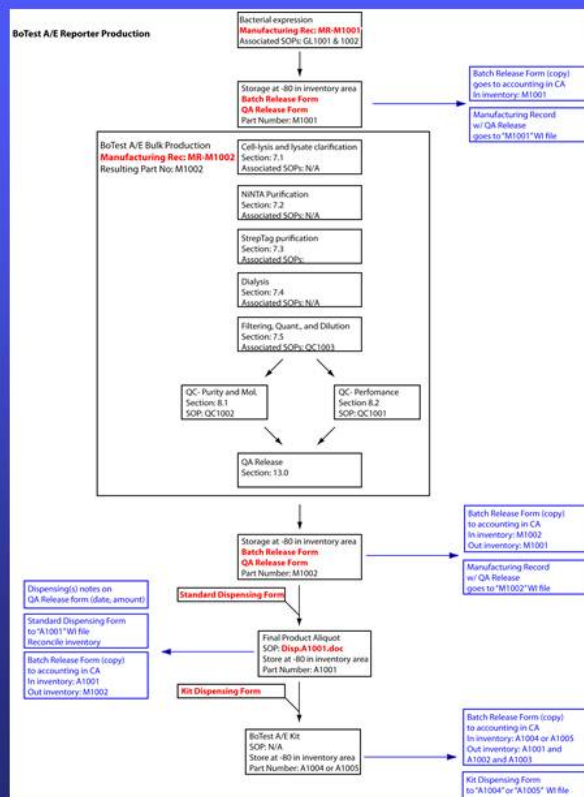 BoTest A/E Reporter Production
Bacterial expression
Manufacturing Rec: MR-M1001
Associated SOPs: GL1001 & 1002
Storage at -80 in inventory area
Batch Release Form
QA Release Form
Part Number: M1001
Batch Release Form (copy)
goes to accounting in CA
In inventory: M1001
Manufacturing Record
w/ QA Release
goes to "M1001" WI file
BoTest A/E Bulk Production
Manufacturing Rec: MR-M1002
Resulting Part No: M1002
Cell-lysis and lysate clarification
Section: 7.1
Associated SOPs: N/A
NiNTA Purification
Section: 7.2
Associated SOPs: N/A
StrepTag purification
Section: 7.3
Associated SOPs:
Dialysis
Section: 7.4
Associated SOPs: N/A
Filtering, Quant., and Dilution
Section: 7.5
Associated SOPs: QC1003
QC- Purity and Mol.
Section: 8.1
SOP: QC1002
QC- Perfomance
Section 8.2
SOP: QC1001
QA Release
Section: 13.0
Storage at -80 in inventory area
Batch Release Form
QA Release Form
Part Number: M1002
Batch Release Form (copy)
to accounting in CA
In inventory: M1002
Out inventory: M1001
Manufacturing Record
w/ QA Release
goes to "M1002" WI file
Standard Dispensing Form
Dispensing(s) notes on
QA Release form (date, amount)
Standard Dispensing Form
to "A1001" WI file
Reconcile inventory
Batch Release Form (copy)
to accounting in CA
In inventory: A1001
Out inventory: M1002
Final Product Aliquot
SOP: Disp.A1001.doc
Store at -80 in inventory area
Part Number: A1001
Kit Dispensing Form
BoTest A/E Kit
SOP: N/A
Store at -80 in inventory area
Part Number: A1004 or A1005
Batch Release Form (copy)
to accounting in CA
In inventory: A1004 or A1005
Out inventory: A1001 and
A1002 and A1003
Kit Dispensing Form
to "A1004" or "A1005" WI file